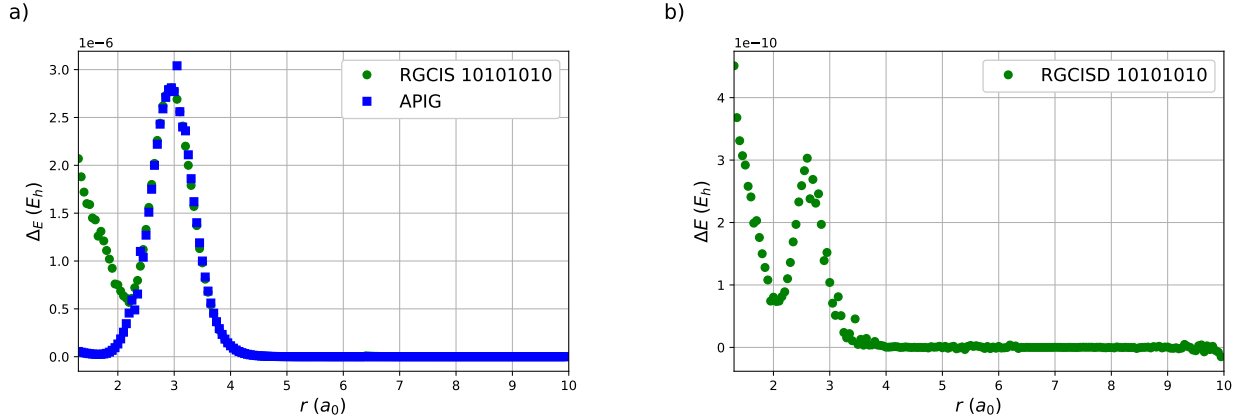 a)
1e−6
RGCIS 10101010
APIG
3.0
2.5
2.0
1.5
1.0
0.5
0.0
Δ_E (E_h)
2 3 4 5 6 7 8 9 10
r (a_0)
b)
1e−10
RGCISD 10101010
4
3
2
1
0
ΔE (E_h)
2 3 4 5 6 7 8 9 10
r (a_0)